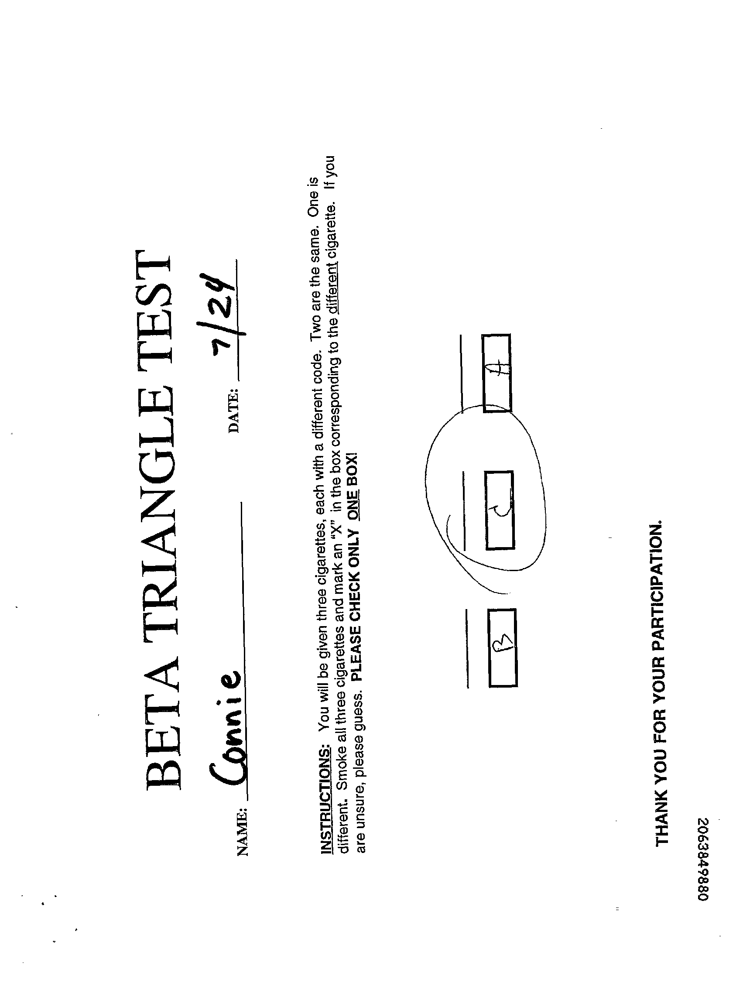 BETA TRIANGLE TEST
NAME: Connie DATE: 7/24
INSTRUCTIONS: You will be given three cigarettes, each with a different code. Two are the same. One is
different. Smoke all three cigarettes and mark an "X" in the box corresponding to the different cigarette. If you
are unsure, please guess. PLEASE CHECK ONLY ONE BOX!
B C A
THANK YOU FOR YOUR PARTICIPATION.
2063849880